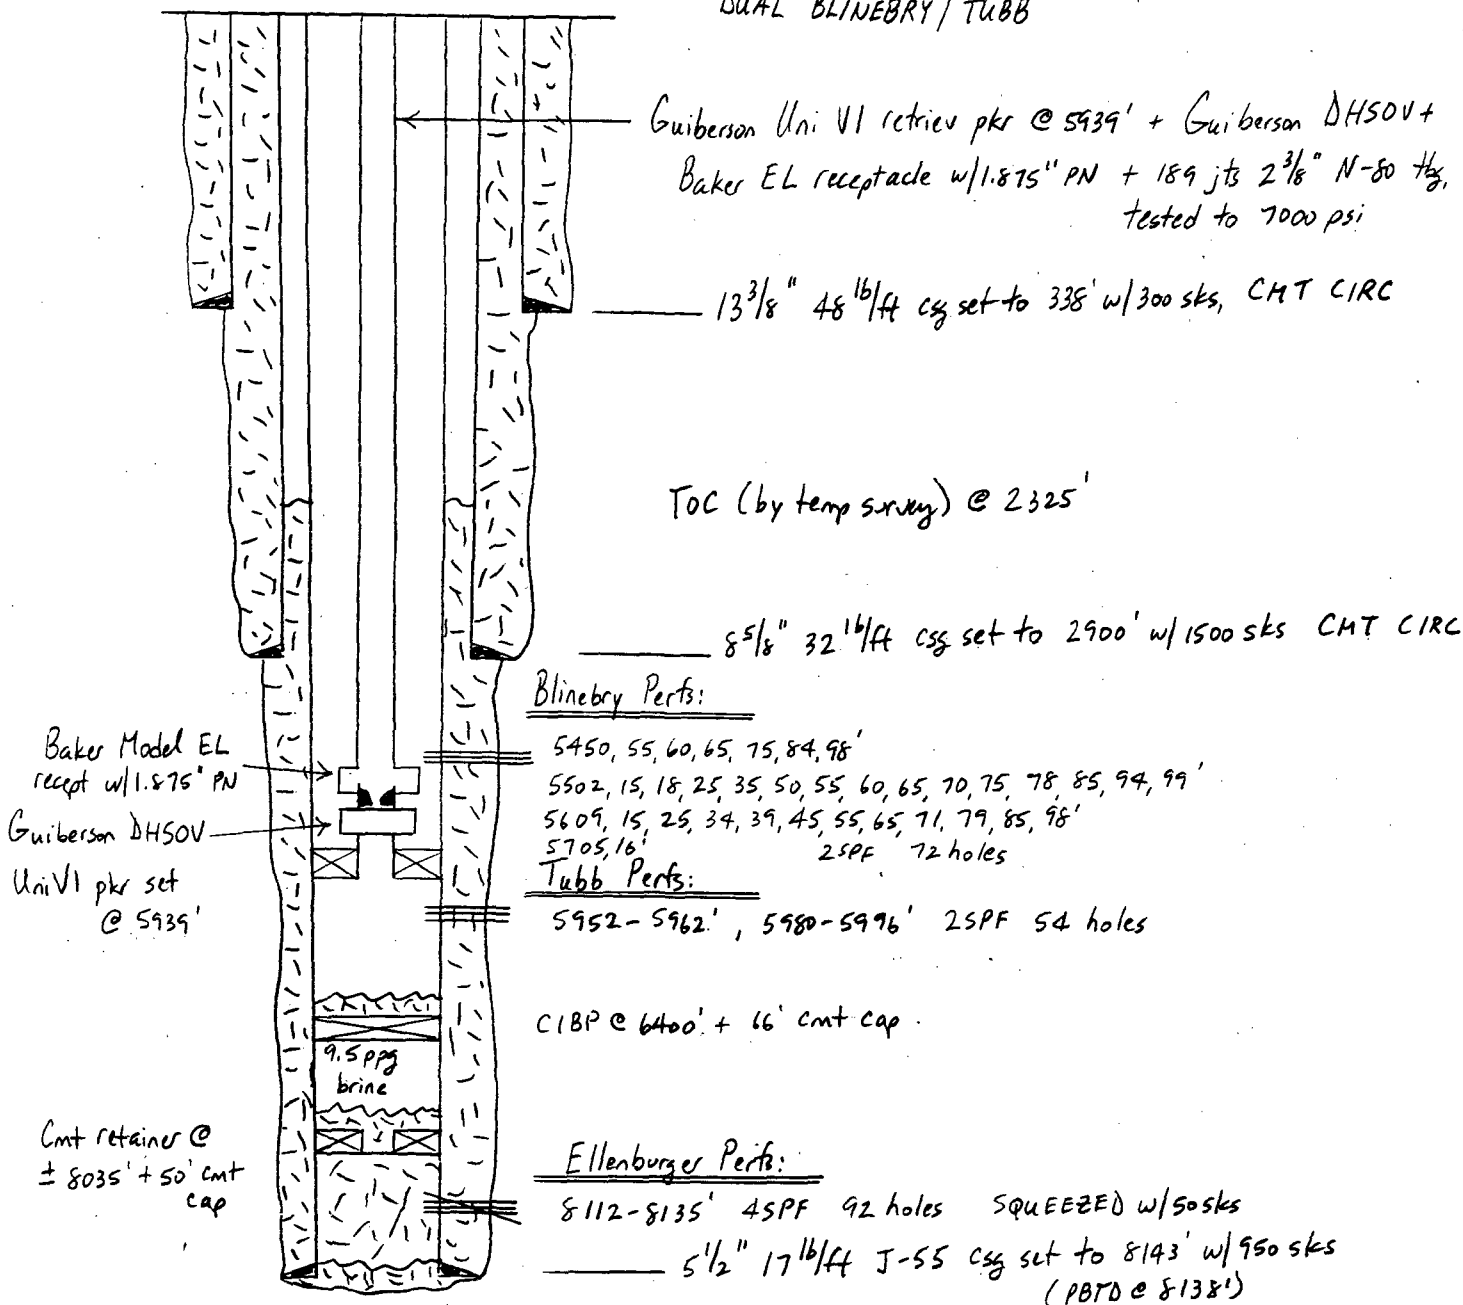 DUAL BLINEBRY / TUBB
Guiberson Uni VI retriev pkr @ 5939' + Guiberson DHSOV +
Baker EL receptacle w/1.875" PN + 189 jts 2 3/8" N-80 tbg,
tested to 7000 psi
13 3/8" 48 lb/ft csg set to 338' w/300 sks, CMT CIRC
TOC (by temp survey) @ 2325'
8 5/8" 32 lb/ft csg set to 2900' w/1500 sks CMT CIRC
Blinebry Perfs:
5450, 55, 60, 65, 75, 84, 98'
5502, 15, 18, 25, 35, 50, 55, 60, 65, 70, 75, 78, 85, 94, 99'
5609, 15, 25, 34, 39, 45, 55, 65, 71, 79, 85, 98'
5705, 16' 2SPF 72 holes
Baker Model EL
recept w/1.875" PN
Guiberson DHSOV
Uni VI pkr set
@ 5939'
Tubb Perfs:
5952-5962', 5980-5996' 2SPF 54 holes
CIBP @ 6400' + 16' cmt cap.
9.5 ppg
brine
Cmt retainer @
± 8035' + 50' cmt
cap
Ellenburger Perfs:
8112-8135' 4SPF 92 holes SQUEEZED w/50sks
5 1/2" 17 lb/ft J-55 csg set to 8143' w/950 sks
(PBTD @ 8138')